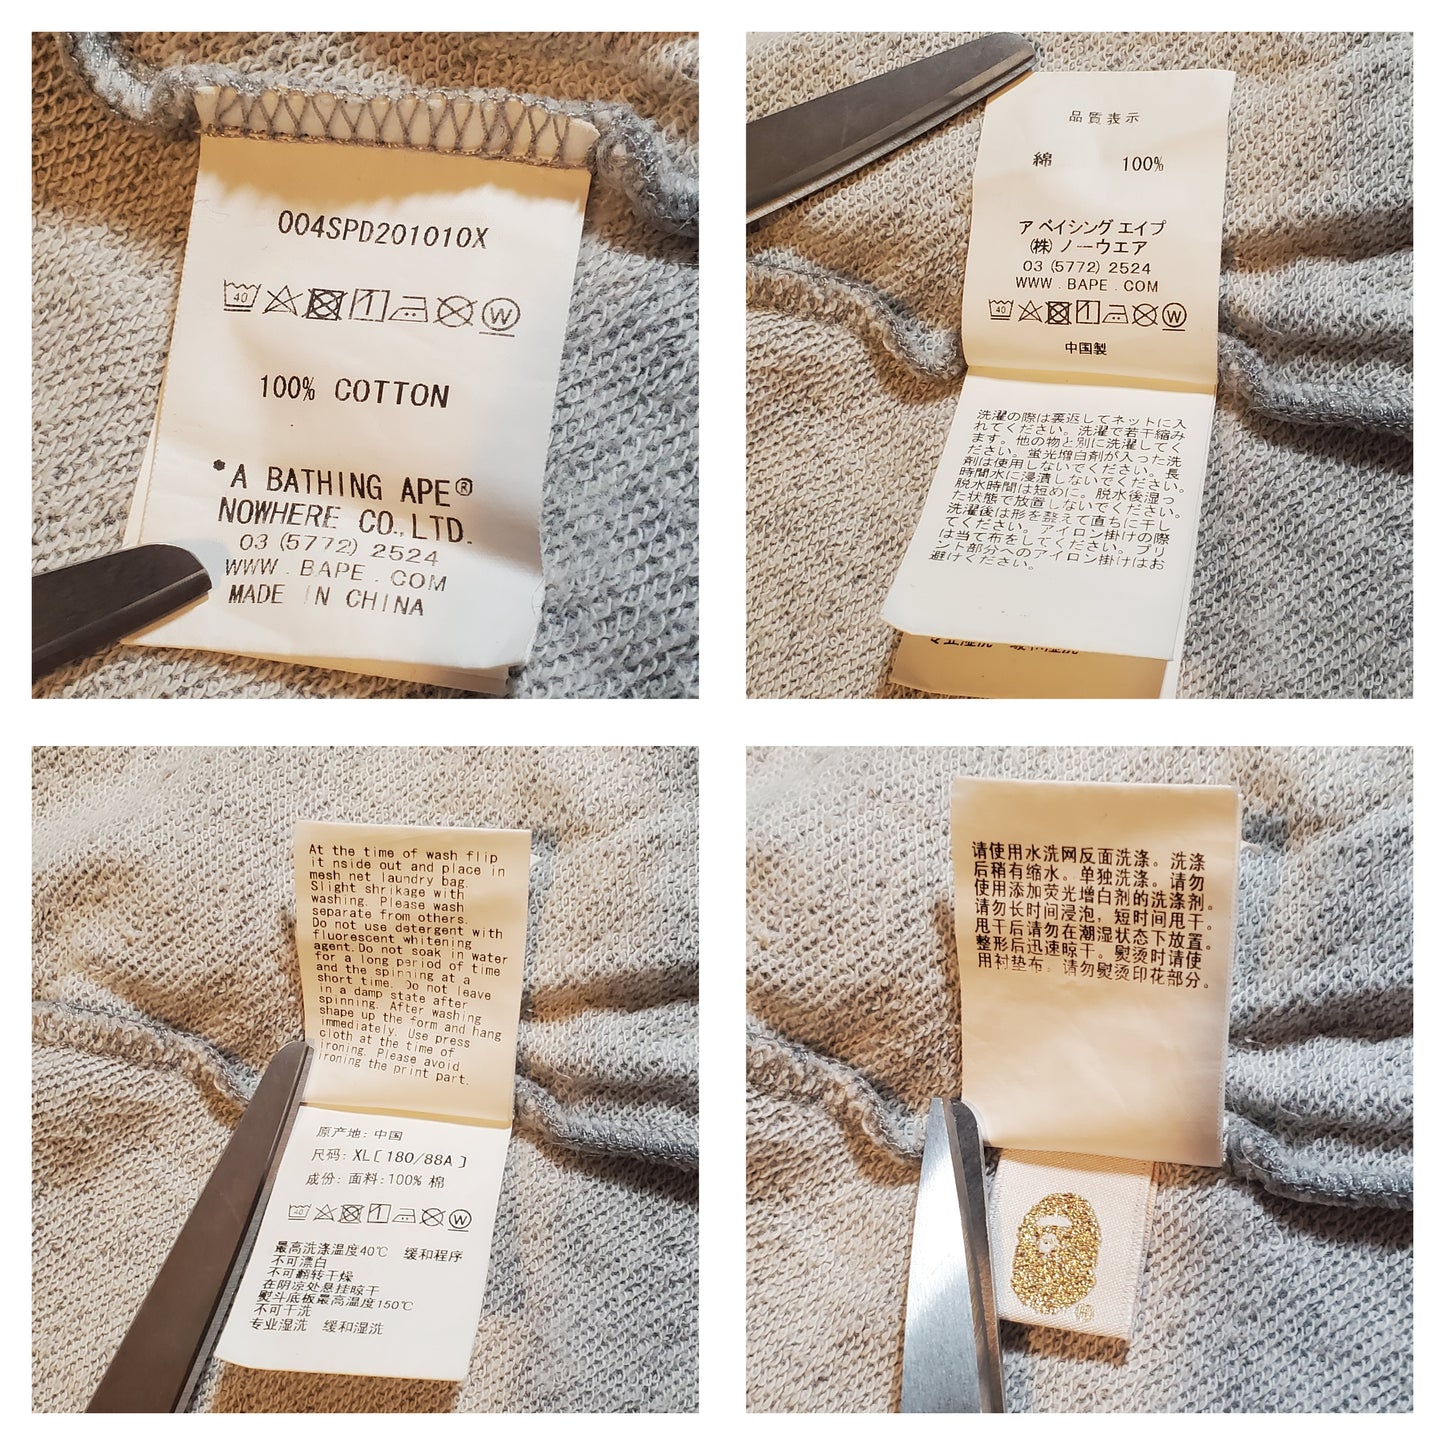 004SPD201010X
40
100% COTTON
A BATHING APE®
NOWHERE CO.,LTD.
03 (5772) 2524
WWW.BAPE.COM
MADE IN CHINA
品質表示
綿 100%
ア ベイシング エイプ
(株) ノーウエア
03 (5772) 2524
WWW.BAPE.COM
40
中国製
洗濯の際は裏返してネットに入
れてください。洗濯で若干縮み
ます。他の物と別に洗濯してく
ださい。蛍光増白剤が入った洗
剤は使用しないでください。長
時間水に浸漬しないでください。
脱水時間は短めに。脱水後湿っ
た状態で放置しないでください。
洗濯後は形を整えて直ちに干し
てください。アイロン掛けの際
は当て布をしてください。プリ
ント部分へのアイロン掛けはお
避けください。
专业湿洗 缓和湿洗
At the time of wash flip
it nside out and place in
mesh net laundry bag.
Slight shrikage with
washing. Please wash
separate from others.
Do not use detergent with
fluorescent whitening
agent.Do not soak in water
for a long period of time
and the spinning at a
short time. Do not leave
in a damp state after
spinning. After washing
shape up the form and hang
immediately. Use press
cloth at the time of
ironing. Please avoid
ironing the print part.
原产地: 中国
尺码: XL[ 180/88A ]
成份: 面料:100% 棉
40
W
最高洗涤温度40℃ 缓和程序
不可漂白
不可翻转干燥
在阴凉处悬挂晾干
熨斗底板最高温度150℃
不可干洗
专业湿洗 缓和湿洗
请使用水洗网反面洗涤。洗涤
后稍有缩水。单独洗涤。请勿
使用添加荧光增白剂的洗涤剂。
请勿长时间浸泡，短时间甩干。
甩干后请勿在潮湿状态下放置。
整形后迅速晾干。熨烫时请使
用衬垫布。请勿熨烫印花部分。